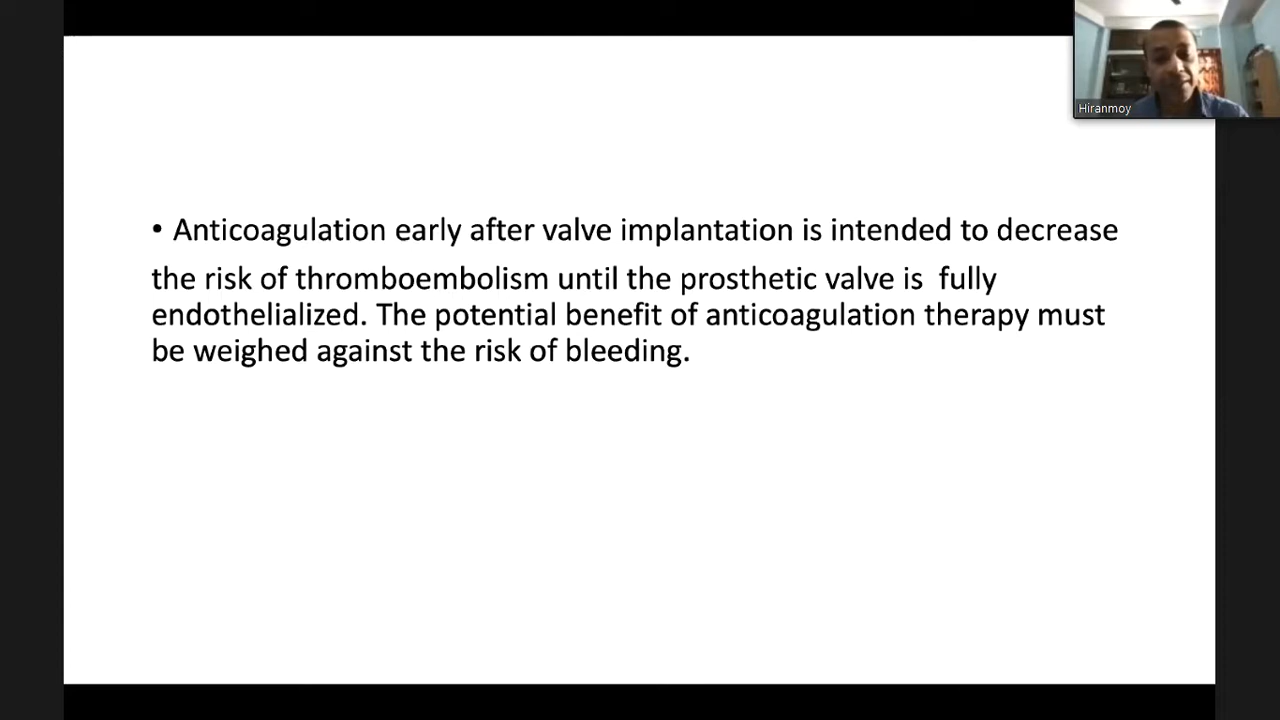 Hiranmoy
• Anticoagulation early after valve implantation is intended to decrease
the risk of thromboembolism until the prosthetic valve is  fully
endothelialized. The potential benefit of anticoagulation therapy must
be weighed against the risk of bleeding.